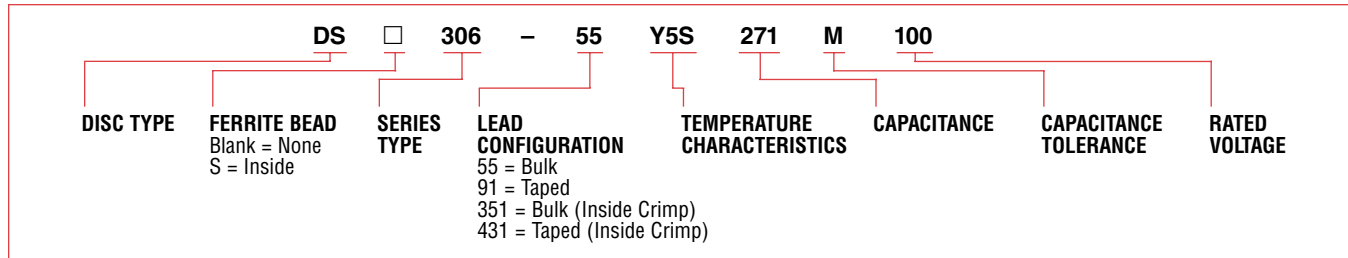 DS □ 306 – 55 Y5S 271 M 100
DISC TYPE
FERRITE BEAD
Blank = None
S = Inside
SERIES
TYPE
LEAD
CONFIGURATION
55 = Bulk
91 = Taped
351 = Bulk (Inside Crimp)
431 = Taped (Inside Crimp)
TEMPERATURE
CHARACTERISTICS
CAPACITANCE
CAPACITANCE
TOLERANCE
RATED
VOLTAGE